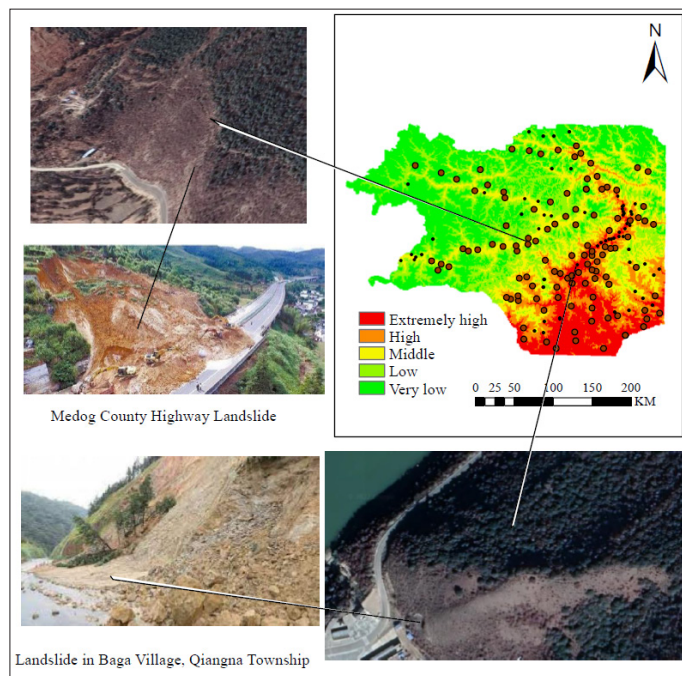 N
Extremely high
High
Middle
Low
Very low
0 25 50 100 150 200
KM
Medog County Highway Landslide
Landslide in Baga Village, Qiangna Township